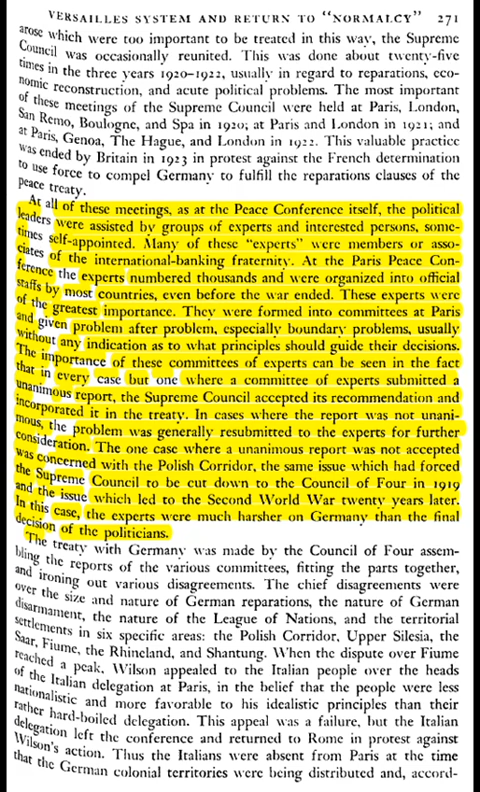 VERSAILLES SYSTEM AND RETURN TO "NORMALCY" 271
arose which were too important to be treated in this way, the Supreme
Council was occasionally reunited. This was done about twenty-five
times in the three years 1920–1922, usually in regard to reparations, eco-
nomic reconstruction, and acute political problems. The most important
of these meetings of the Supreme Council were held at Paris, London,
San Remo, Boulogne, and Spa in 1920; at Paris and London in 1921; and
at Paris, Genoa, The Hague, and London in 1922. This valuable practice
was ended by Britain in 1923 in protest against the French determination
to use force to compel Germany to fulfill the reparations clauses of the
peace treaty.
At all of these meetings, as at the Peace Conference itself, the political
leaders were assisted by groups of experts and interested persons, some-
times self-appointed. Many of these "experts" were members or asso-
ciates of the international-banking fraternity. At the Paris Peace Con-
ference the experts numbered thousands and were organized into official
staffs by most countries, even before the war ended. These experts were
of the greatest importance. They were formed into committees at Paris
and given problem after problem, especially boundary problems, usually
without any indication as to what principles should guide their decisions.
The importance of these committees of experts can be seen in the fact
that in every case but one where a committee of experts submitted a
unanimous report, the Supreme Council accepted its recommendation and
incorporated it in the treaty. In cases where the report was not unani-
mous, the problem was generally resubmitted to the experts for further
consideration. The one case where a unanimous report was not accepted
was concerned with the Polish Corridor, the same issue which had forced
the Supreme Council to be cut down to the Council of Four in 1919
and the issue which led to the Second World War twenty years later.
In this case, the experts were much harsher on Germany than the final
decision of the politicians.
The treaty with Germany was made by the Council of Four assem-
bling the reports of the various committees, fitting the parts together,
and ironing out various disagreements. The chief disagreements were
over the size and nature of German reparations, the nature of German
disarmament, the nature of the League of Nations, and the territorial
settlements in six specific areas: the Polish Corridor, Upper Silesia, the
Saar, Fiume, the Rhineland, and Shantung. When the dispute over Fiume
reached a peak, Wilson appealed to the Italian people over the heads
of the Italian delegation at Paris, in the belief that the people were less
nationalistic and more favorable to his idealistic principles than their
rather hard-boiled delegation. This appeal was a failure, but the Italian
delegation left the conference and returned to Rome in protest against
Wilson's action. Thus the Italians were absent from Paris at the time
that the German colonial territories were being distributed and, accord-